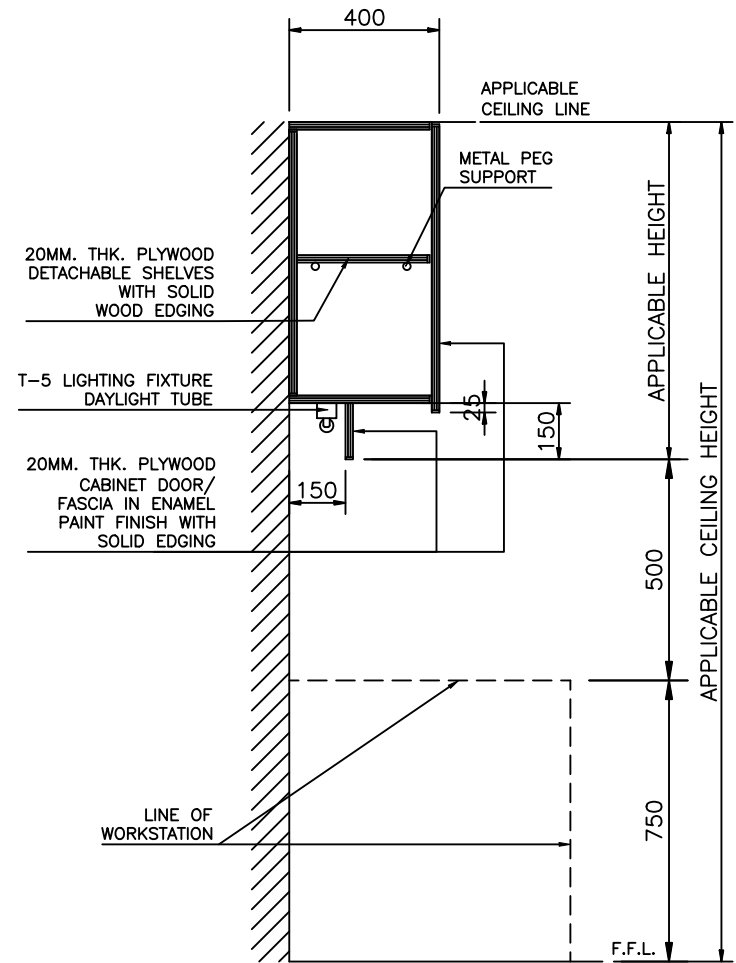 400
APPLICABLE
CEILING LINE
METAL PEG
SUPPORT
20MM. THK. PLYWOOD
DETACHABLE SHELVES
WITH SOLID
WOOD EDGING
APPLICABLE HEIGHT
T-5 LIGHTING FIXTURE
DAYLIGHT TUBE
25
150
20MM. THK. PLYWOOD
CABINET DOOR/
FASCIA IN ENAMEL
PAINT FINISH WITH
SOLID EDGING
150
500
APPLICABLE CEILING HEIGHT
LINE OF
WORKSTATION
750
F.F.L.